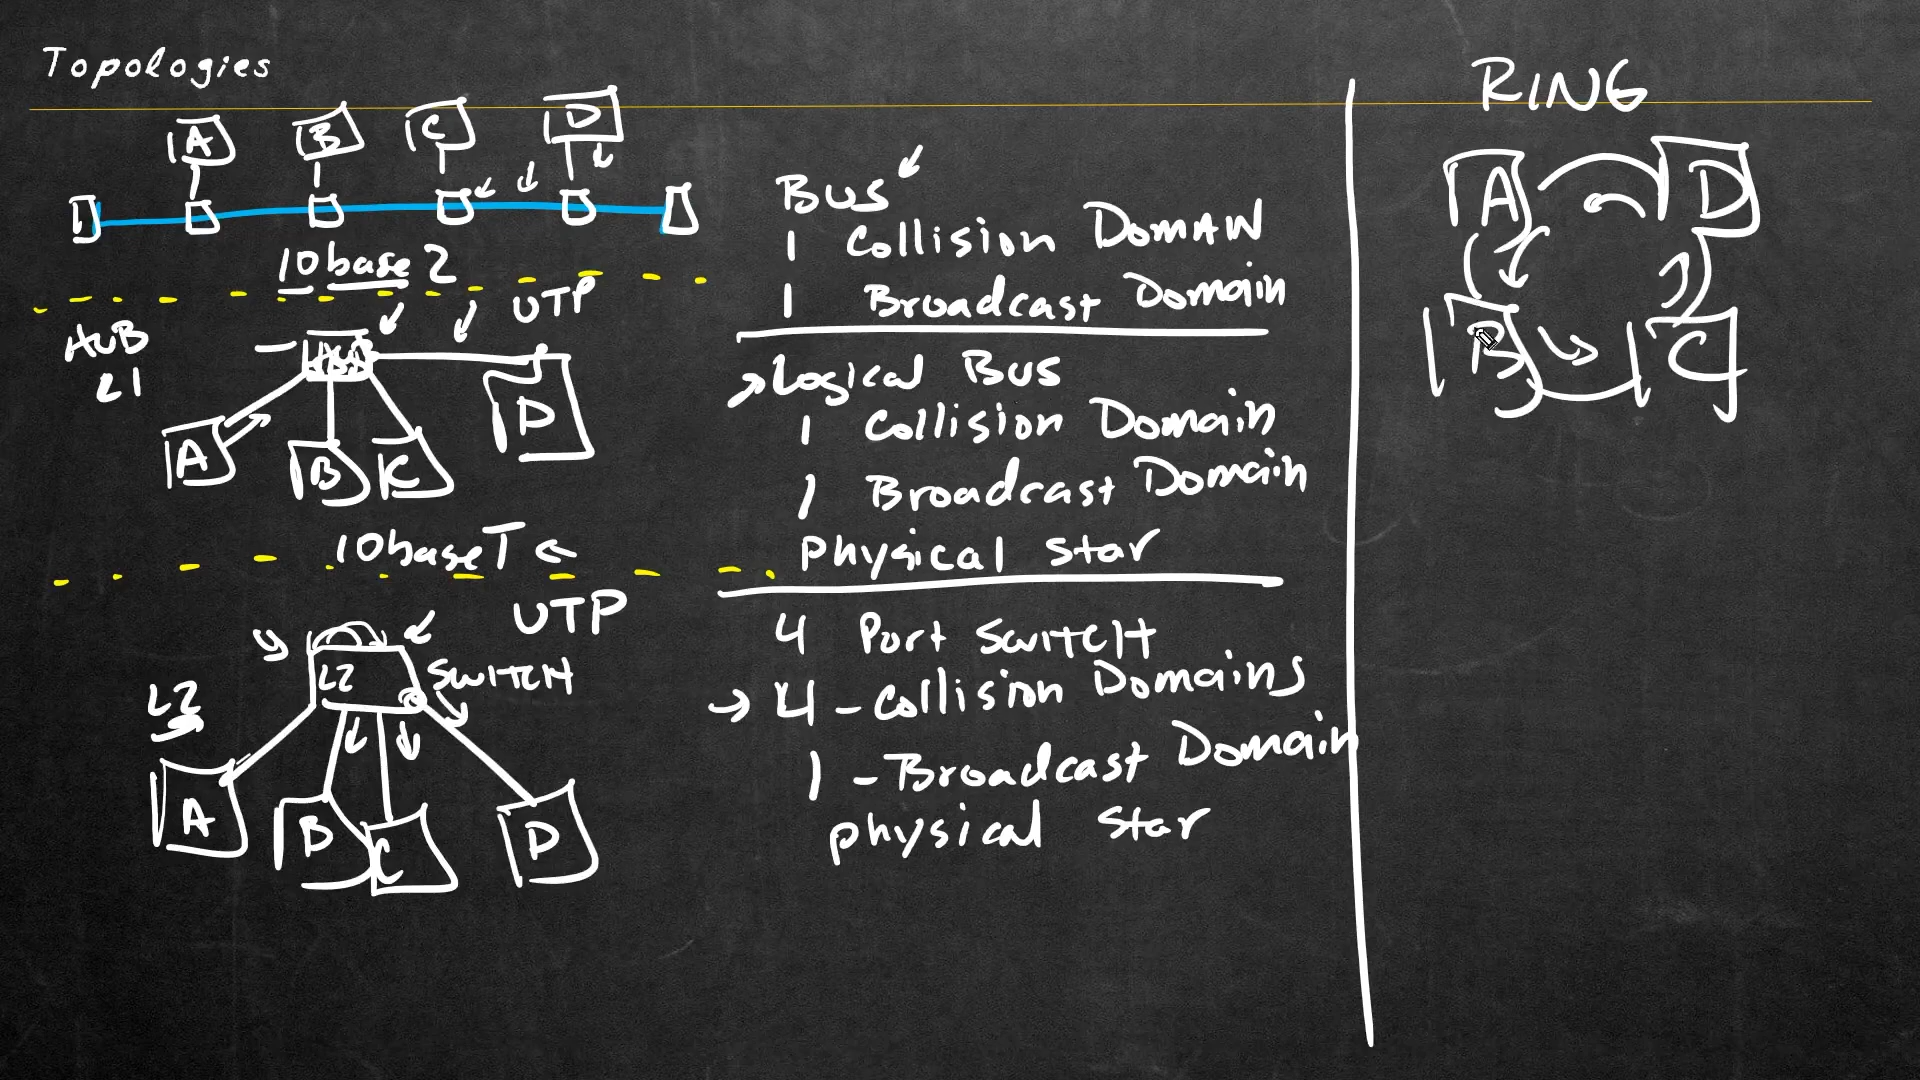 Topologies
A B C D
10base2
HUB
L1
UTP
A B C D
10baseT
UTP
L2
SWITCH
L2
A B C D
Bus
1 Collision Domain
1 Broadcast Domain
Logical Bus
1 Collision Domain
1 Broadcast Domain
Physical Star
4 Port SWITCH
4 - Collision Domains
1 - Broadcast Domain
physical Star
RING
A D
B C